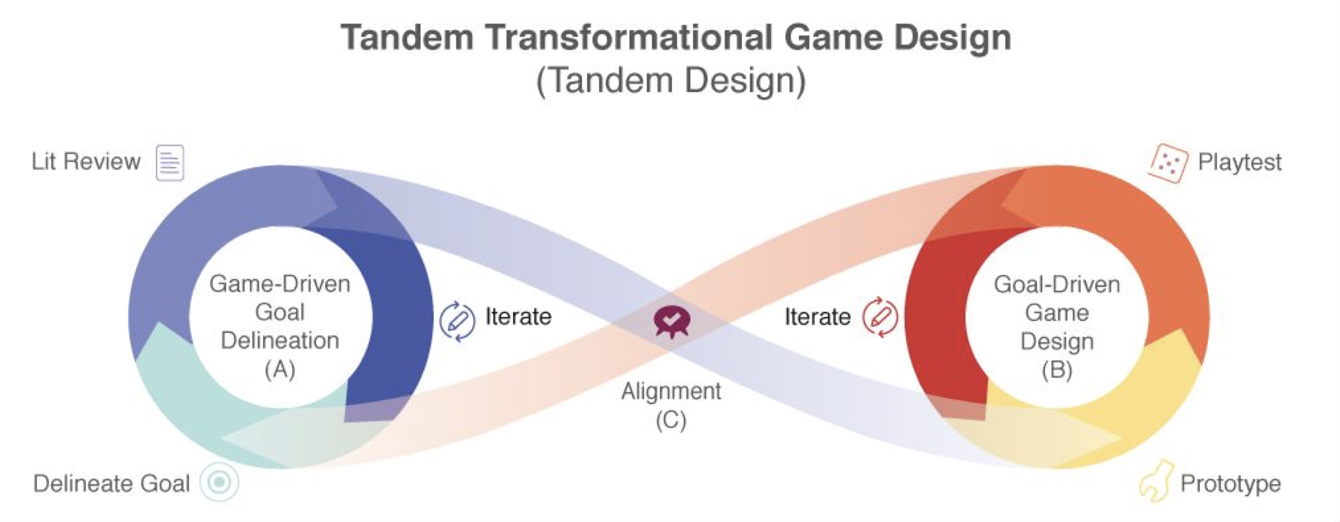 Tandem Transformational Game Design
(Tandem Design)
Lit Review
Playtest
Game-Driven
Goal
Delineation
(A)
Iterate
Iterate
Goal-Driven
Game
Design
(B)
Alignment
(C)
Delineate Goal
Prototype